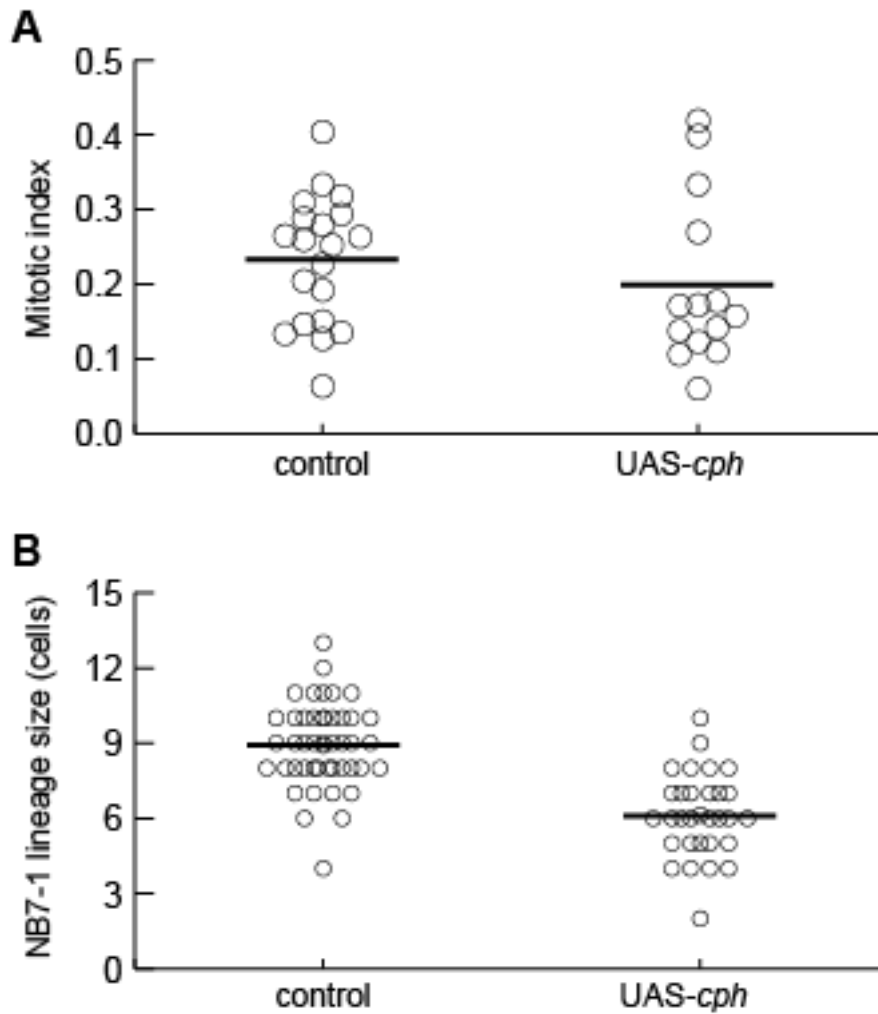 A
Mitotic index
0.5
0.4
0.3
0.2
0.1
0.0
control
UAS-cph
B
NB7-1 lineage size (cells)
15
12
9
6
3
0
control
UAS-cph